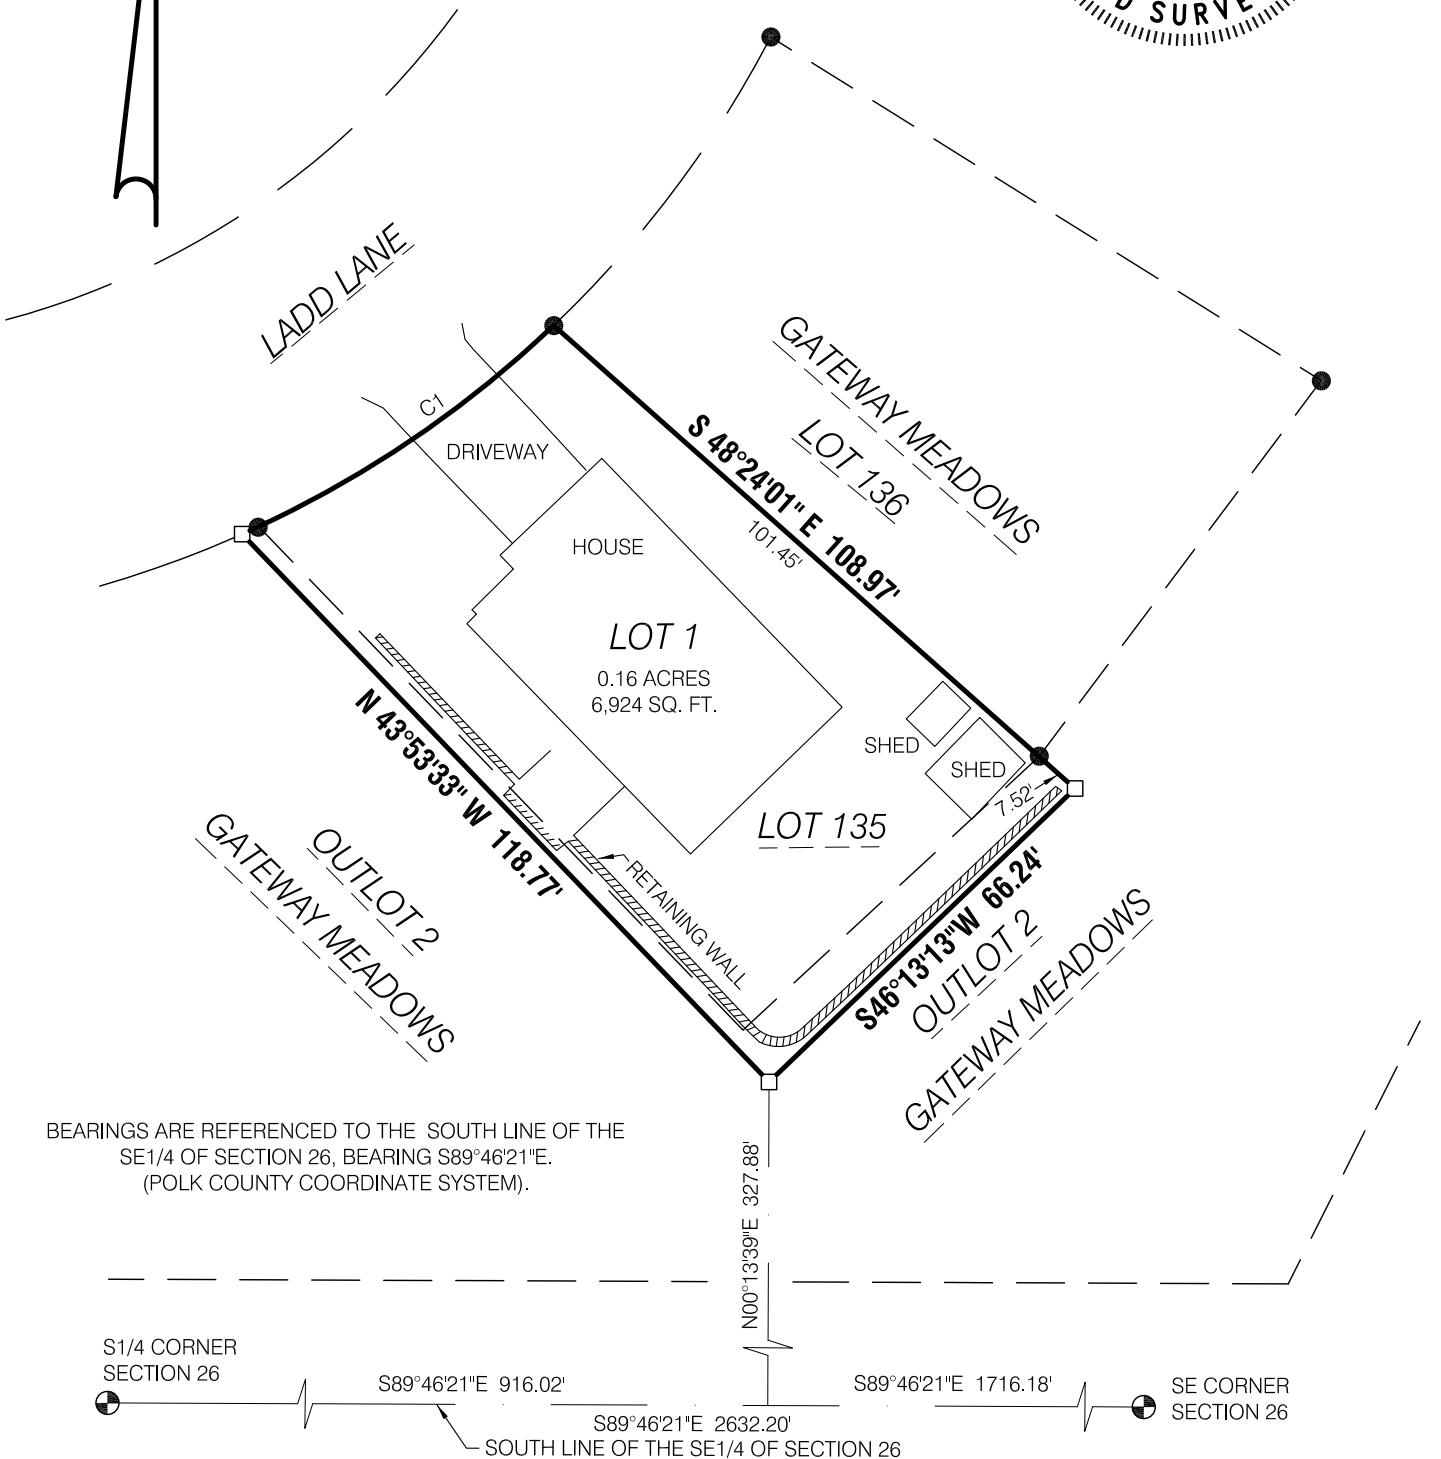 D SURVE
LADD LANE
GATEWAY MEADOWS
LOT 136
C1
DRIVEWAY
S 48°24'01" E 108.97'
101.45'
HOUSE
LOT 1
0.16 ACRES
6,924 SQ. FT.
N 43°53'33" W 118.77'
SHED
SHED
7.52'
LOT 135
RETAINING WALL
OUTLOT 2
GATEWAY MEADOWS
S46°13'13"W 66.24'
OUTLOT 2
GATEWAY MEADOWS
BEARINGS ARE REFERENCED TO THE SOUTH LINE OF THE
SE1/4 OF SECTION 26, BEARING S89°46'21"E.
(POLK COUNTY COORDINATE SYSTEM).
N00°13'39"E 327.88'
S1/4 CORNER
SECTION 26
S89°46'21"E 916.02'
S89°46'21"E 1716.18'
SE CORNER
SECTION 26
S89°46'21"E 2632.20'
SOUTH LINE OF THE SE1/4 OF SECTION 26